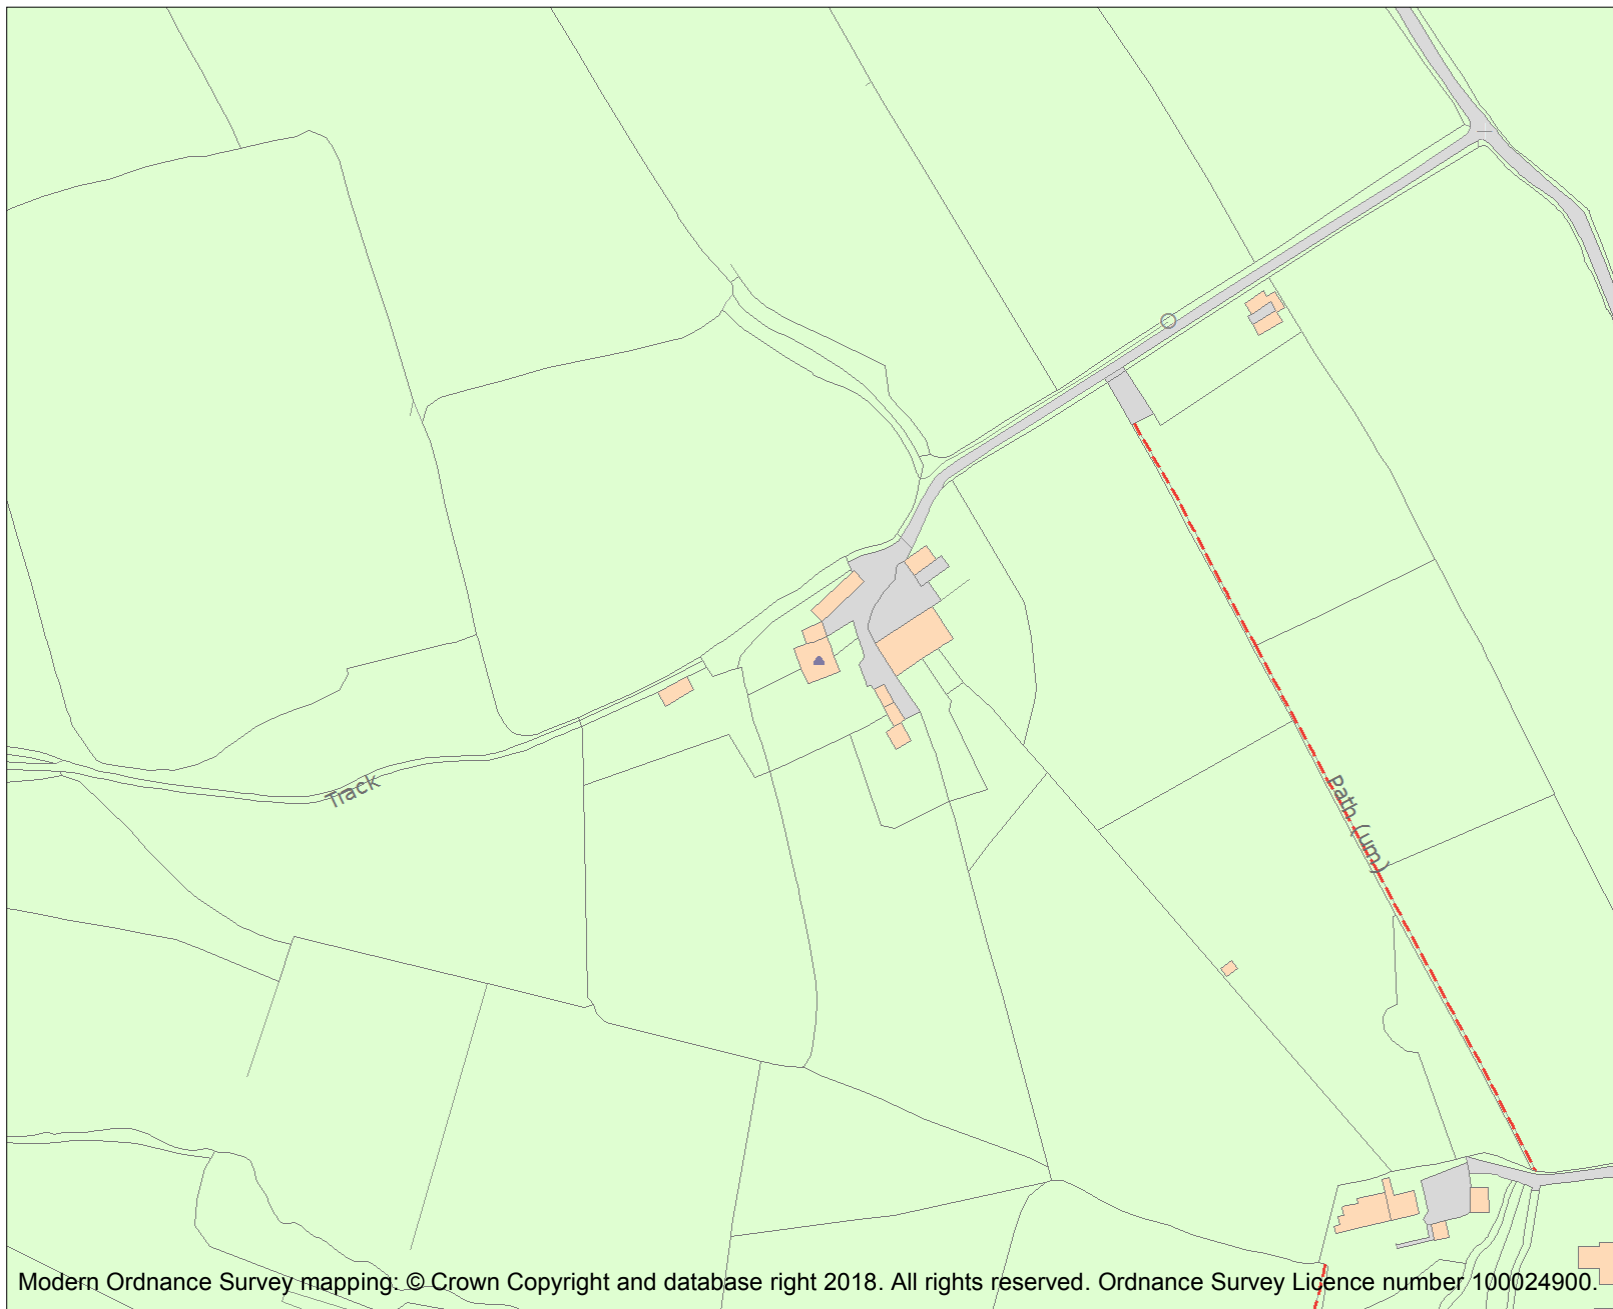 Track
Path (um)
Modern Ordnance Survey mapping: © Crown Copyright and database right 2018. All rights reserved. Ordnance Survey Licence number 100024900.